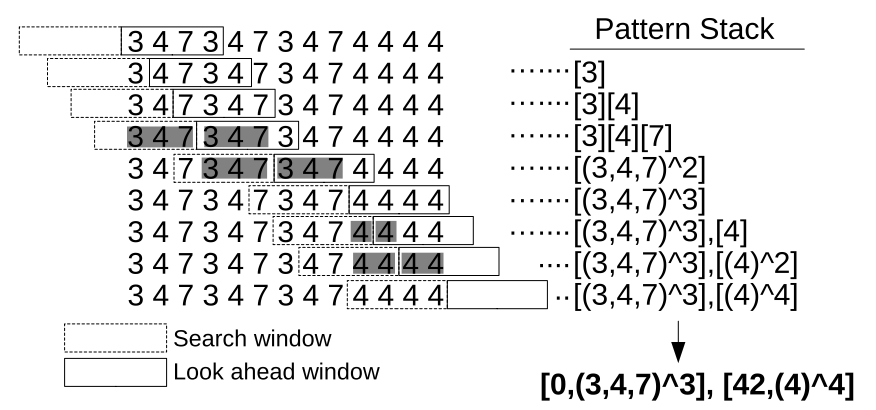 Pattern Stack
3 4 7 3 4 7 3 4 7 4 4 4 4
3 4 7 3 4 7 3 4 7 4 4 4 4 ·······[3]
3 4 7 3 4 7 3 4 7 4 4 4 4 ·······[3][4]
3 4 7 3 4 7 3 4 7 4 4 4 4 ·······[3][4][7]
3 4 7 3 4 7 3 4 7 4 4 4 4 ·······[(3,4,7)^2]
3 4 7 3 4 7 3 4 7 4 4 4 4 ·······[(3,4,7)^3]
3 4 7 3 4 7 3 4 7 4 4 4 4 ·······[(3,4,7)^3],[4]
3 4 7 3 4 7 3 4 7 4 4 4 4 ····[(3,4,7)^3],[(4)^2]
3 4 7 3 4 7 3 4 7 4 4 4 4 ··[(3,4,7)^3],[(4)^4]
Search window
Look ahead window
[0,(3,4,7)^3], [42,(4)^4]